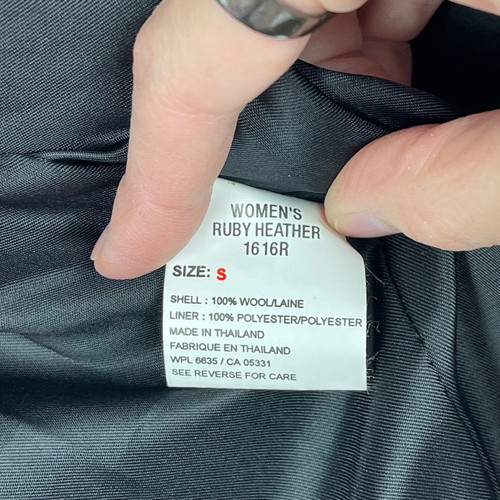 WOMEN'S
RUBY HEATHER
1616R
SIZE: S
SHELL : 100% WOOL/LAINE
LINER : 100% POLYESTER/POLYESTER
MADE IN THAILAND
FABRIQUE EN THAILAND
WPL 6635 / CA 05331
SEE REVERSE FOR CARE